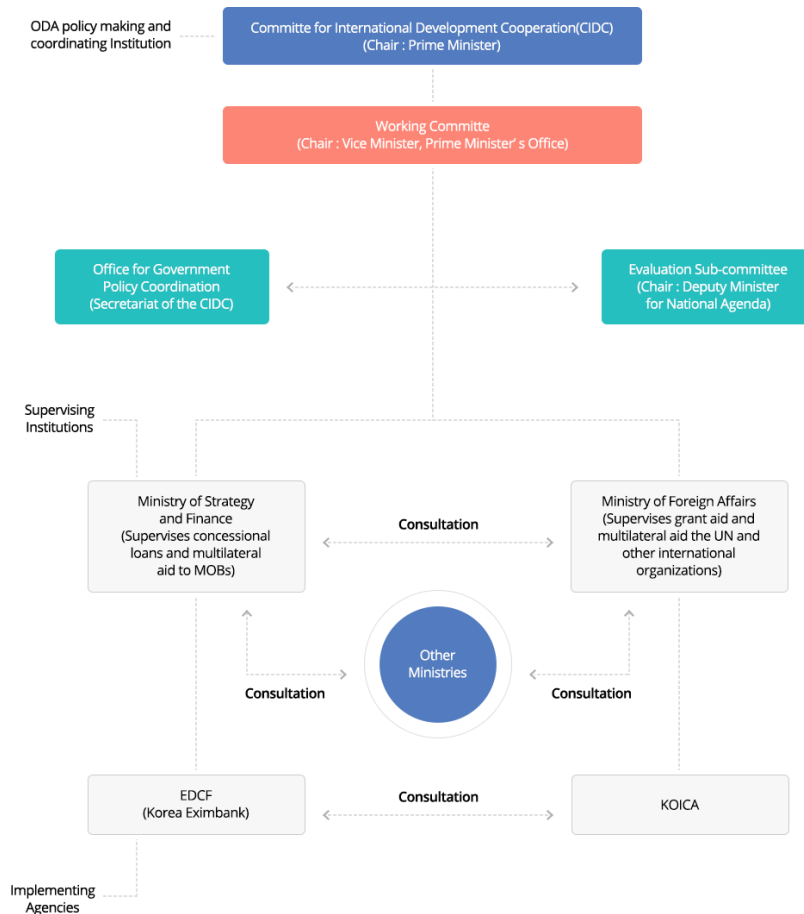 ODA policy making and
coordinating Institution
Committe for International Development Cooperation(CIDC)
(Chair : Prime Minister)
Working Committe
(Chair : Vice Minister, Prime Minister' s Office)
Office for Government
Policy Coordination
(Secretariat of the CIDC)
Evaluation Sub-committee
(Chair : Deputy Minister
for National Agenda)
Supervising
Institutions
Ministry of Strategy
and Finance
(Supervises concessional
loans and multilateral
aid to MOBs)
Consultation
Ministry of Foreign Affairs
(Supervises grant aid and
multilateral aid the UN and
other international
organizations)
Other
Ministries
Consultation
Consultation
EDCF
(Korea Eximbank)
Consultation
KOICA
Implementing
Agencies